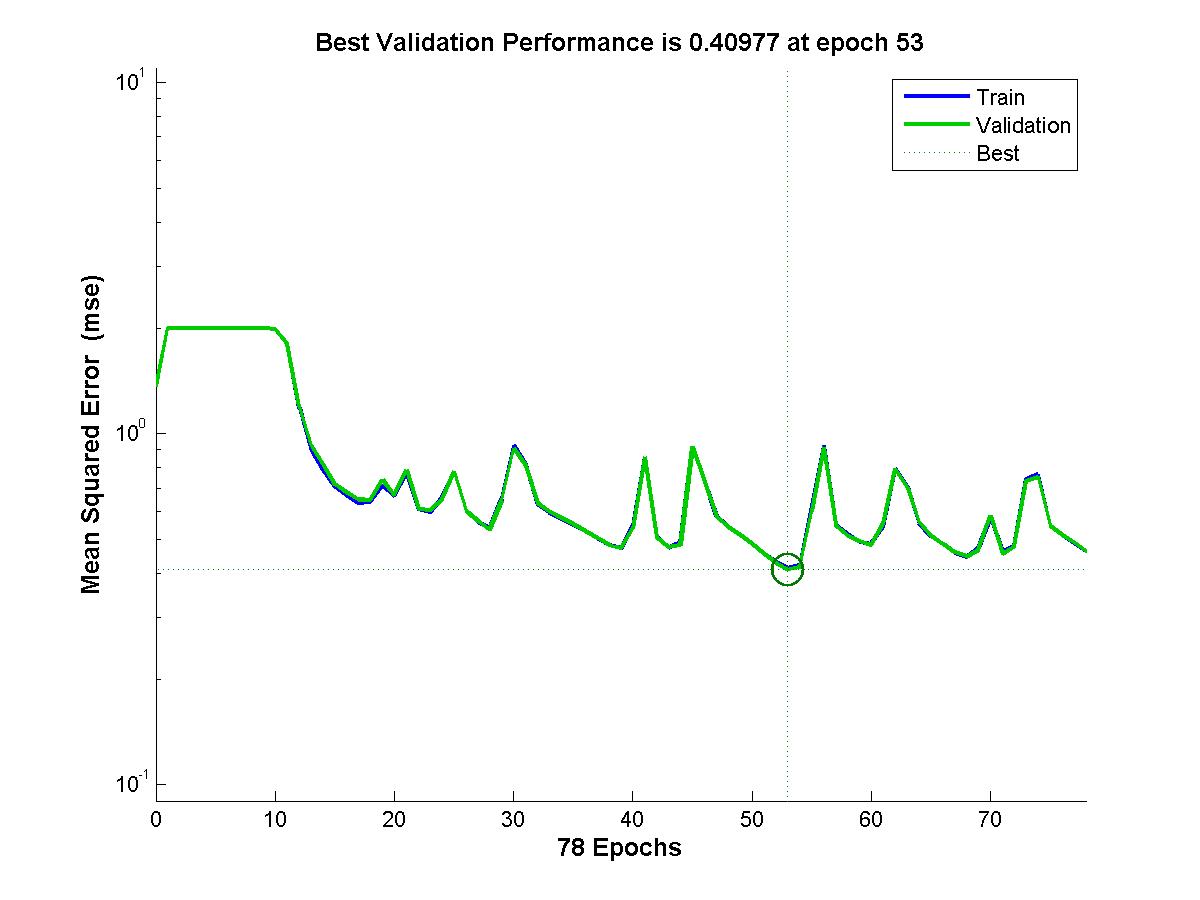 Best Validation Performance is 0.40977 at epoch 53
10^1
Train
Validation
Best
Mean Squared Error (mse)
10^0
10^-1
0 10 20 30 40 50 60 70
78 Epochs